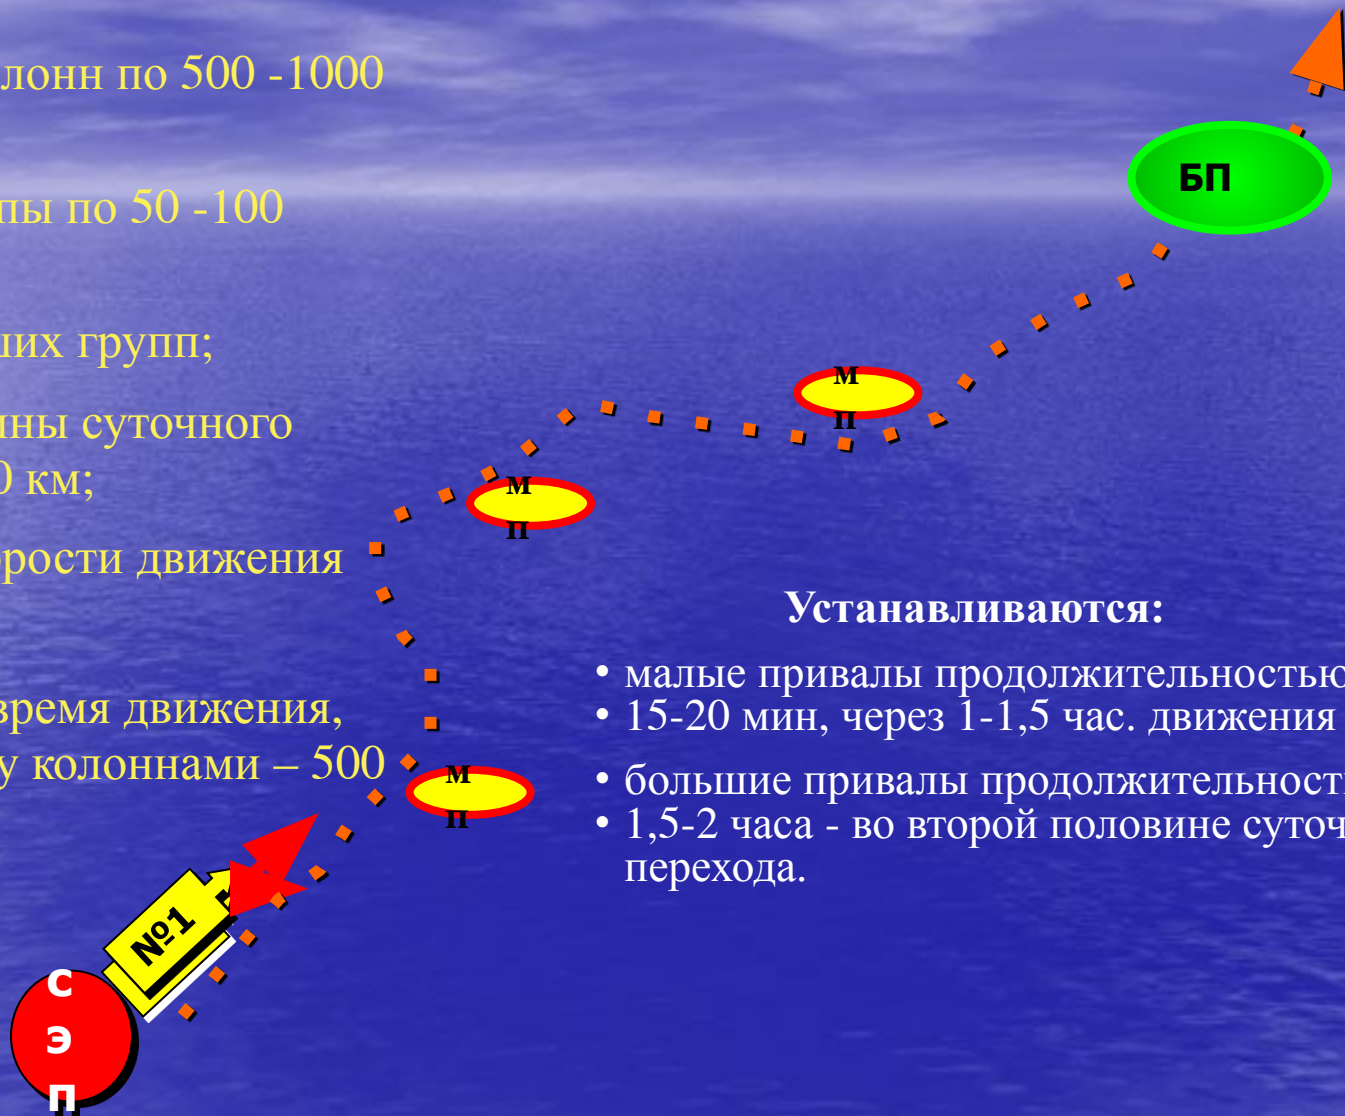 лонн по 500 -1000
пы по 50 -100
ших групп;
ны суточного
0 км;
рости движения
время движения,
у колоннами – 500
БП
м
п
м
п
м
п
Устанавливаются:
• малые привалы продолжительностью
• 15-20 мин, через 1-1,5 час. движения
• большие привалы продолжительност
• 1,5-2 часа - во второй половине суточ
перехода.
№1
С
Э
П